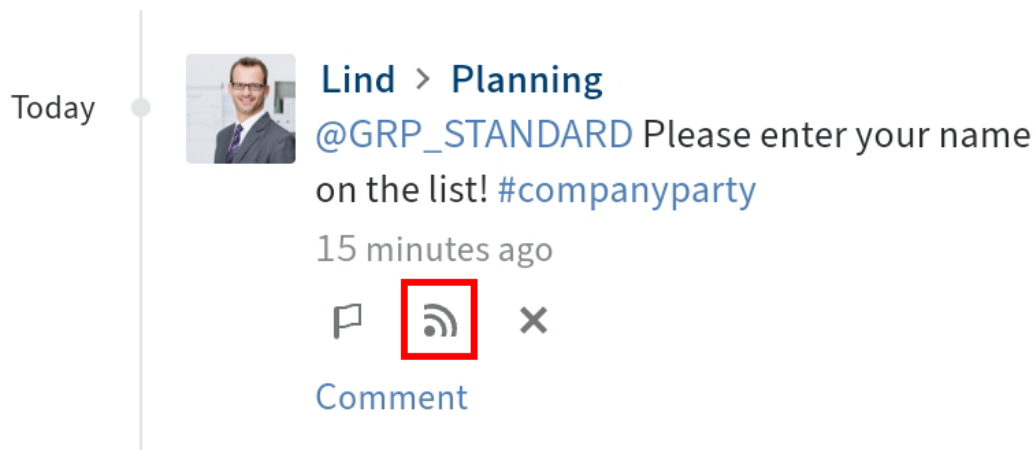 Today
Lind > Planning
@GRP_STANDARD Please enter your name
on the list! #companyparty
15 minutes ago
Comment